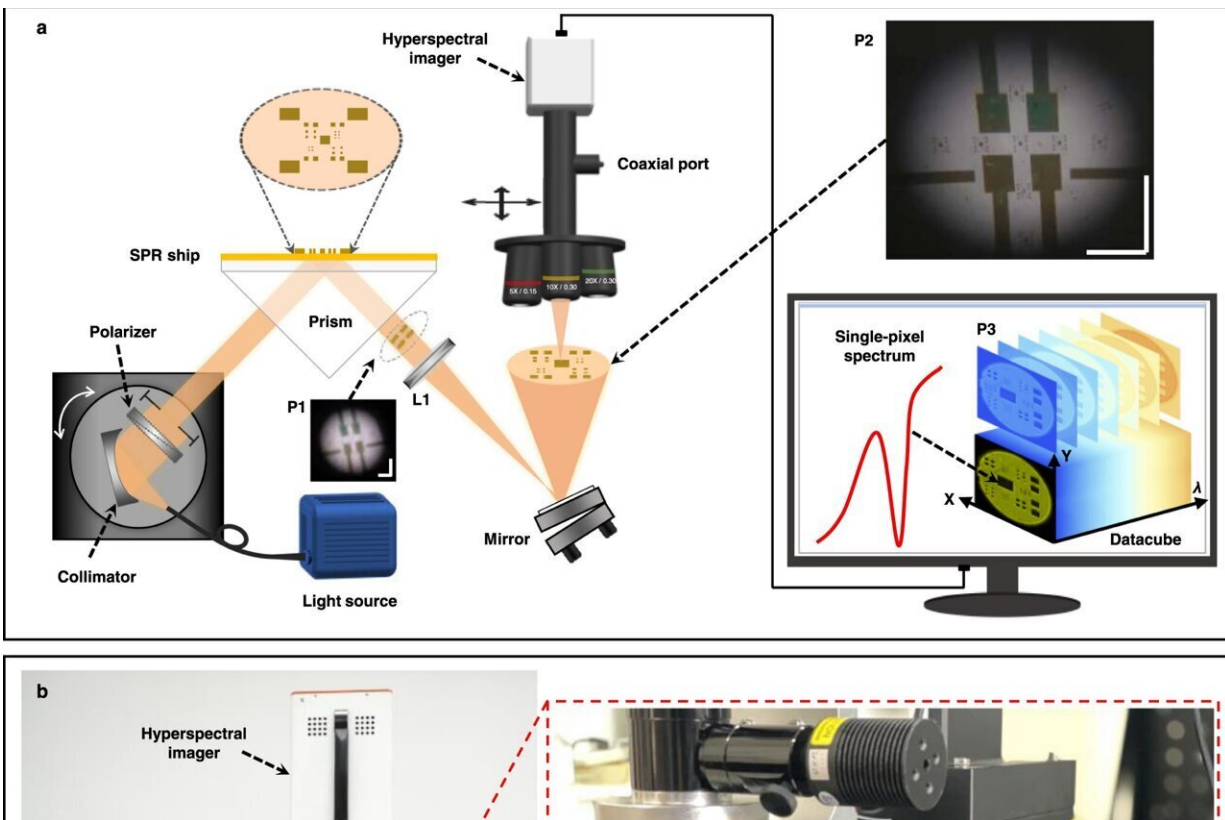 a
Hyperspectral
imager
P2
Coaxial port
SPR ship
5X / 0.15
10X / 0.30
20X / 0.30
Prism
Polarizer
L1
P1
Single-pixel
spectrum
P3
Y
X
λ
Datacube
Mirror
Collimator
Light source
b
Hyperspectral
imager